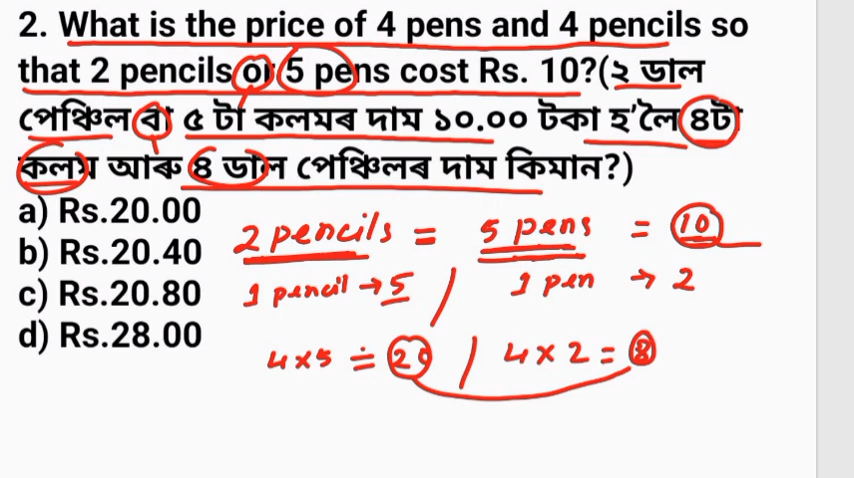 2. What is the price of 4 pens and 4 pencils so
that 2 pencils or 5 pens cost Rs. 10?(২ ডাল
পেঞ্চিল বা ৫ টা কলমৰ দাম ১০.০০ টকা হ'লৈ ৪টা
কলম আৰু ৪ ডাল পেঞ্চিলৰ দাম কিমান?)
a) Rs.20.00
b) Rs.20.40
c) Rs.20.80
d) Rs.28.00
2 pencils = 5 pens = 10
1 pencil → 5 / 1 pen → 2
4 x 5 = 20 / 4 x 2 = 8